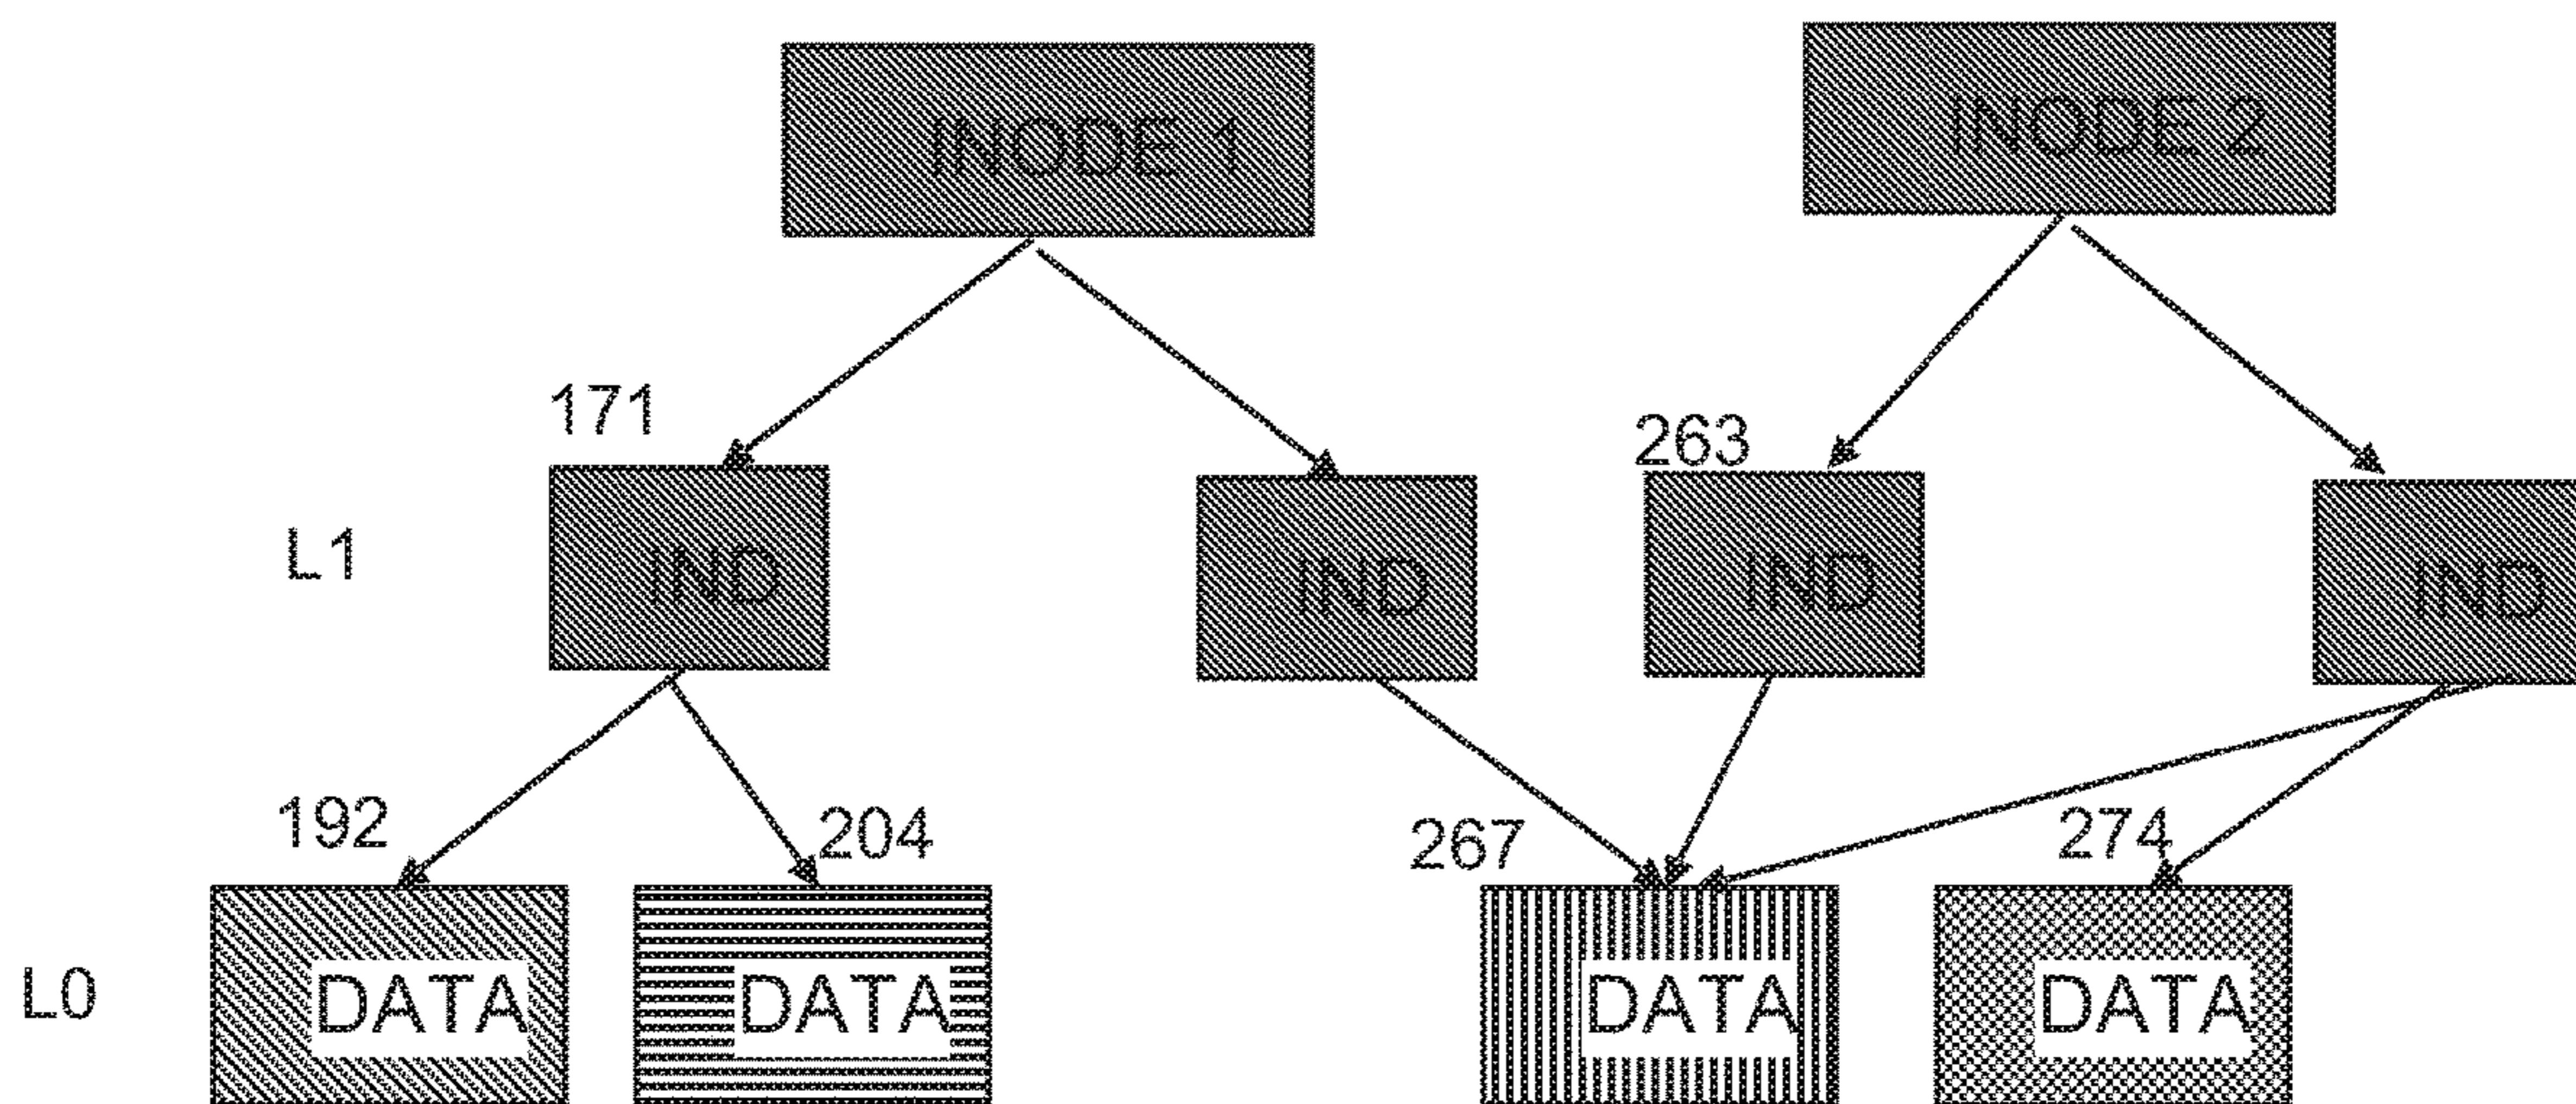 INODE 1
INODE 2
171
263
L1
IND
IND
IND
IND
192
204
267
274
L0
DATA
DATA
DATA
DATA